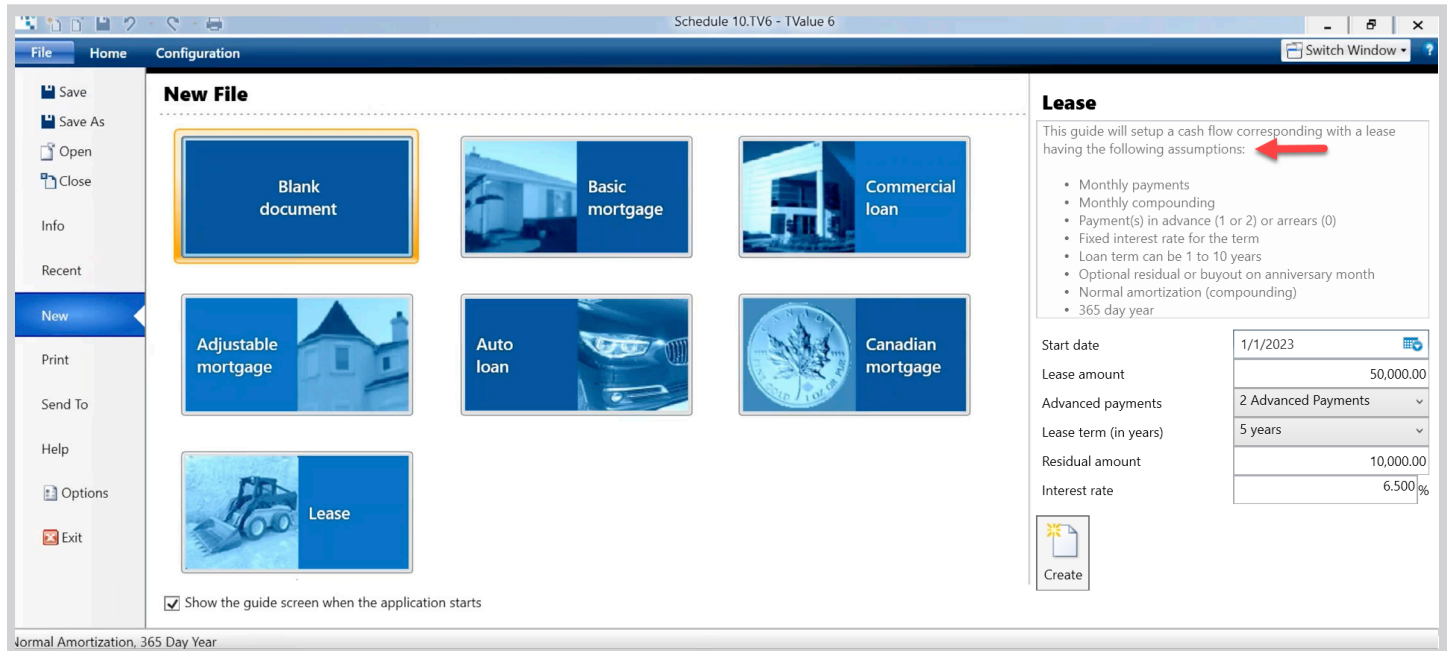 Schedule 10.TV6 - TValue 6
File Home Configuration
Switch Window
?
Save
Save As
Open
Close
Info
Recent
New
Print
Send To
Help
Options
Exit
New File
Blank
document
Basic
mortgage
Commercial
loan
Adjustable
mortgage
Auto
loan
Canadian
mortgage
Lease
Show the guide screen when the application starts
Lease
This guide will setup a cash flow corresponding with a lease
having the following assumptions:
• Monthly payments
• Monthly compounding
• Payment(s) in advance (1 or 2) or arrears (0)
• Fixed interest rate for the term
• Loan term can be 1 to 10 years
• Optional residual or buyout on anniversary month
• Normal amortization (compounding)
• 365 day year
Start date 1/1/2023
Lease amount 50,000.00
Advanced payments 2 Advanced Payments
Lease term (in years) 5 years
Residual amount 10,000.00
Interest rate 6.500 %
Create
Normal Amortization, 365 Day Year